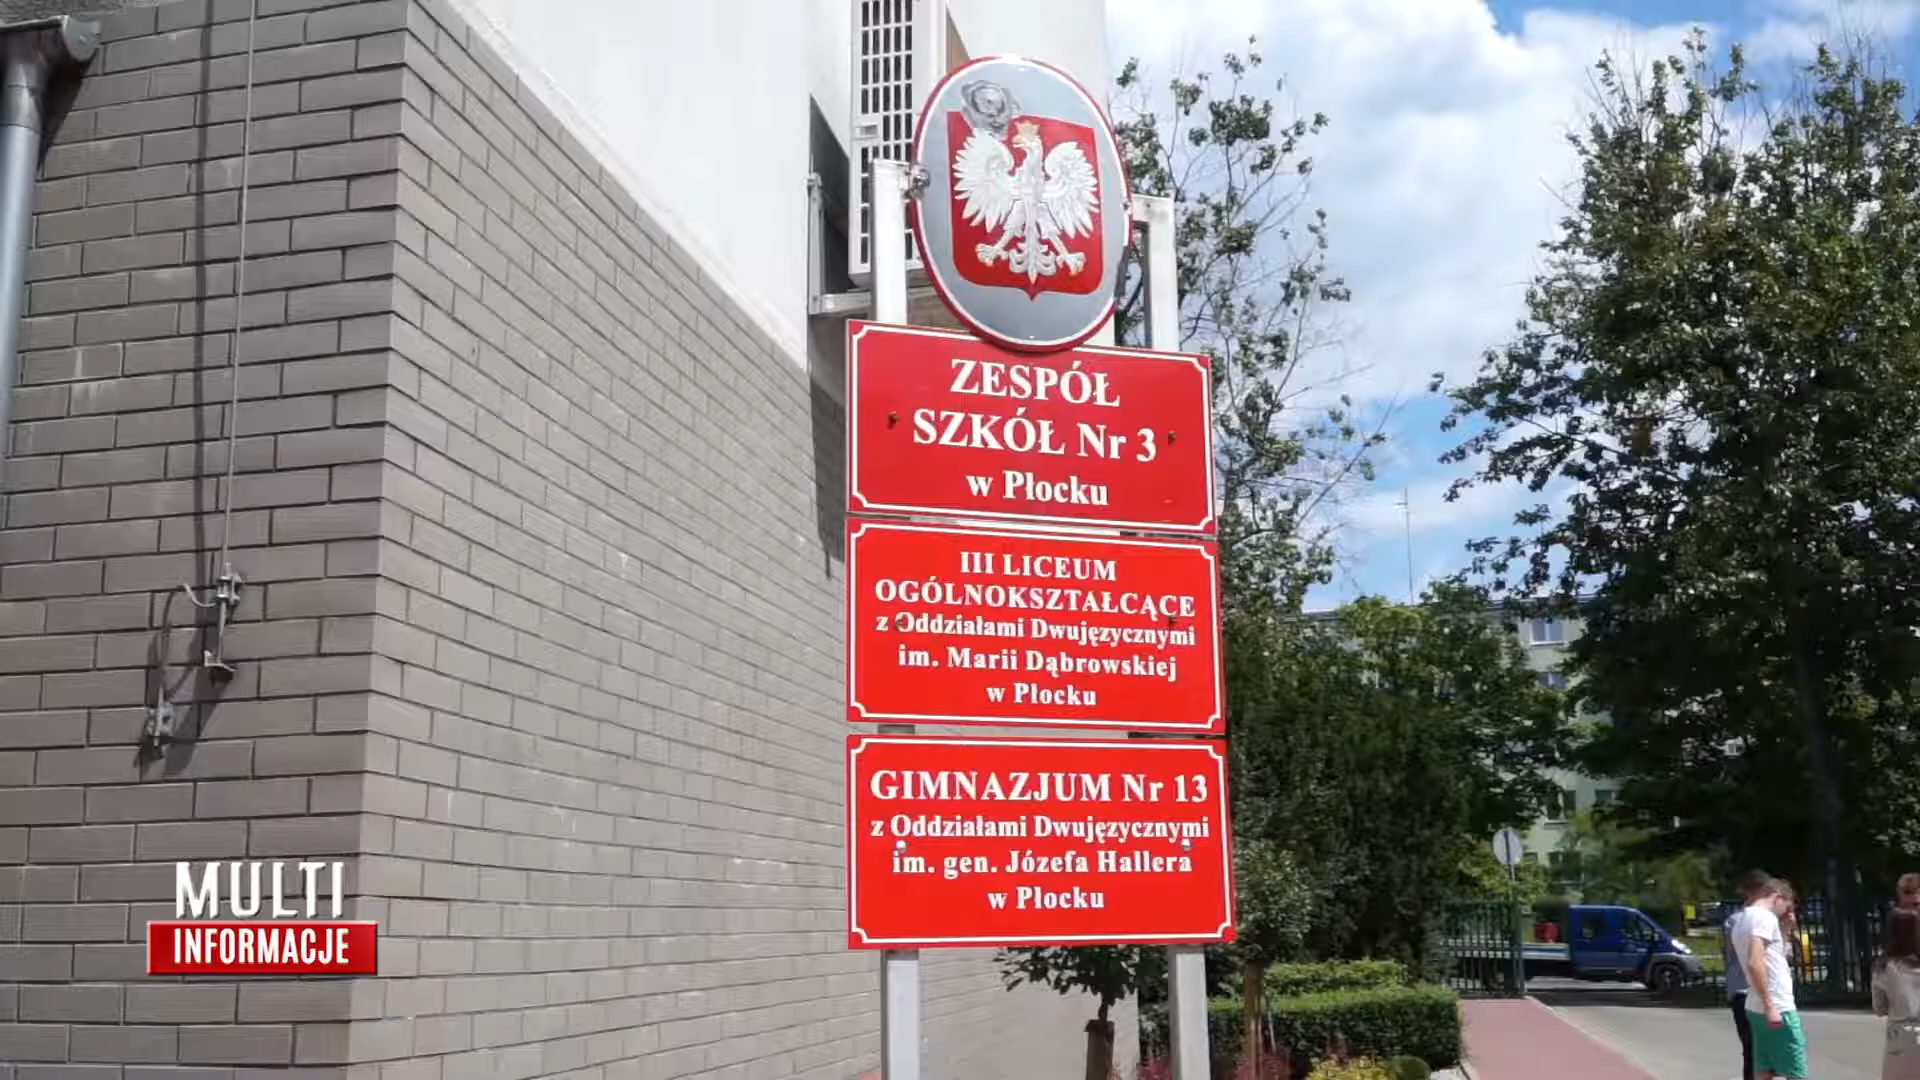 ZESPÓŁ
SZKÓŁ Nr 3
w Płocku
III LICEUM
OGÓLNOKSZTAŁCĄCE
z Oddziałami Dwujęzycznymi
im. Marii Dąbrowskiej
w Płocku
GIMNAZJUM Nr 13
z Oddziałami Dwujęzycznymi
im. gen. Józefa Hallera
w Płocku
MULTI
INFORMACJE